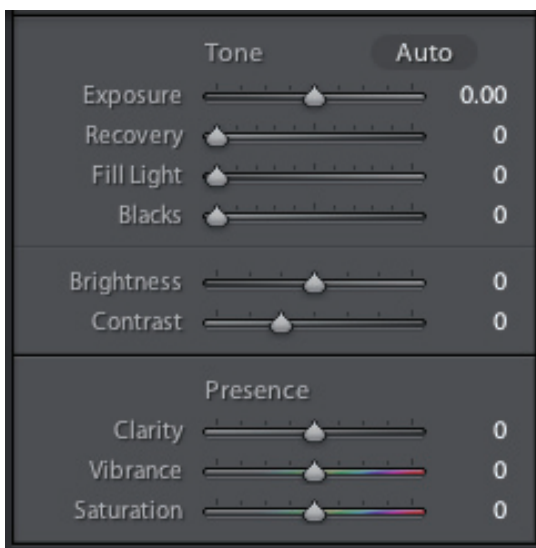 Tone Auto
Exposure 0.00
Recovery 0
Fill Light 0
Blacks 0
Brightness 0
Contrast 0
Presence
Clarity 0
Vibrance 0
Saturation 0